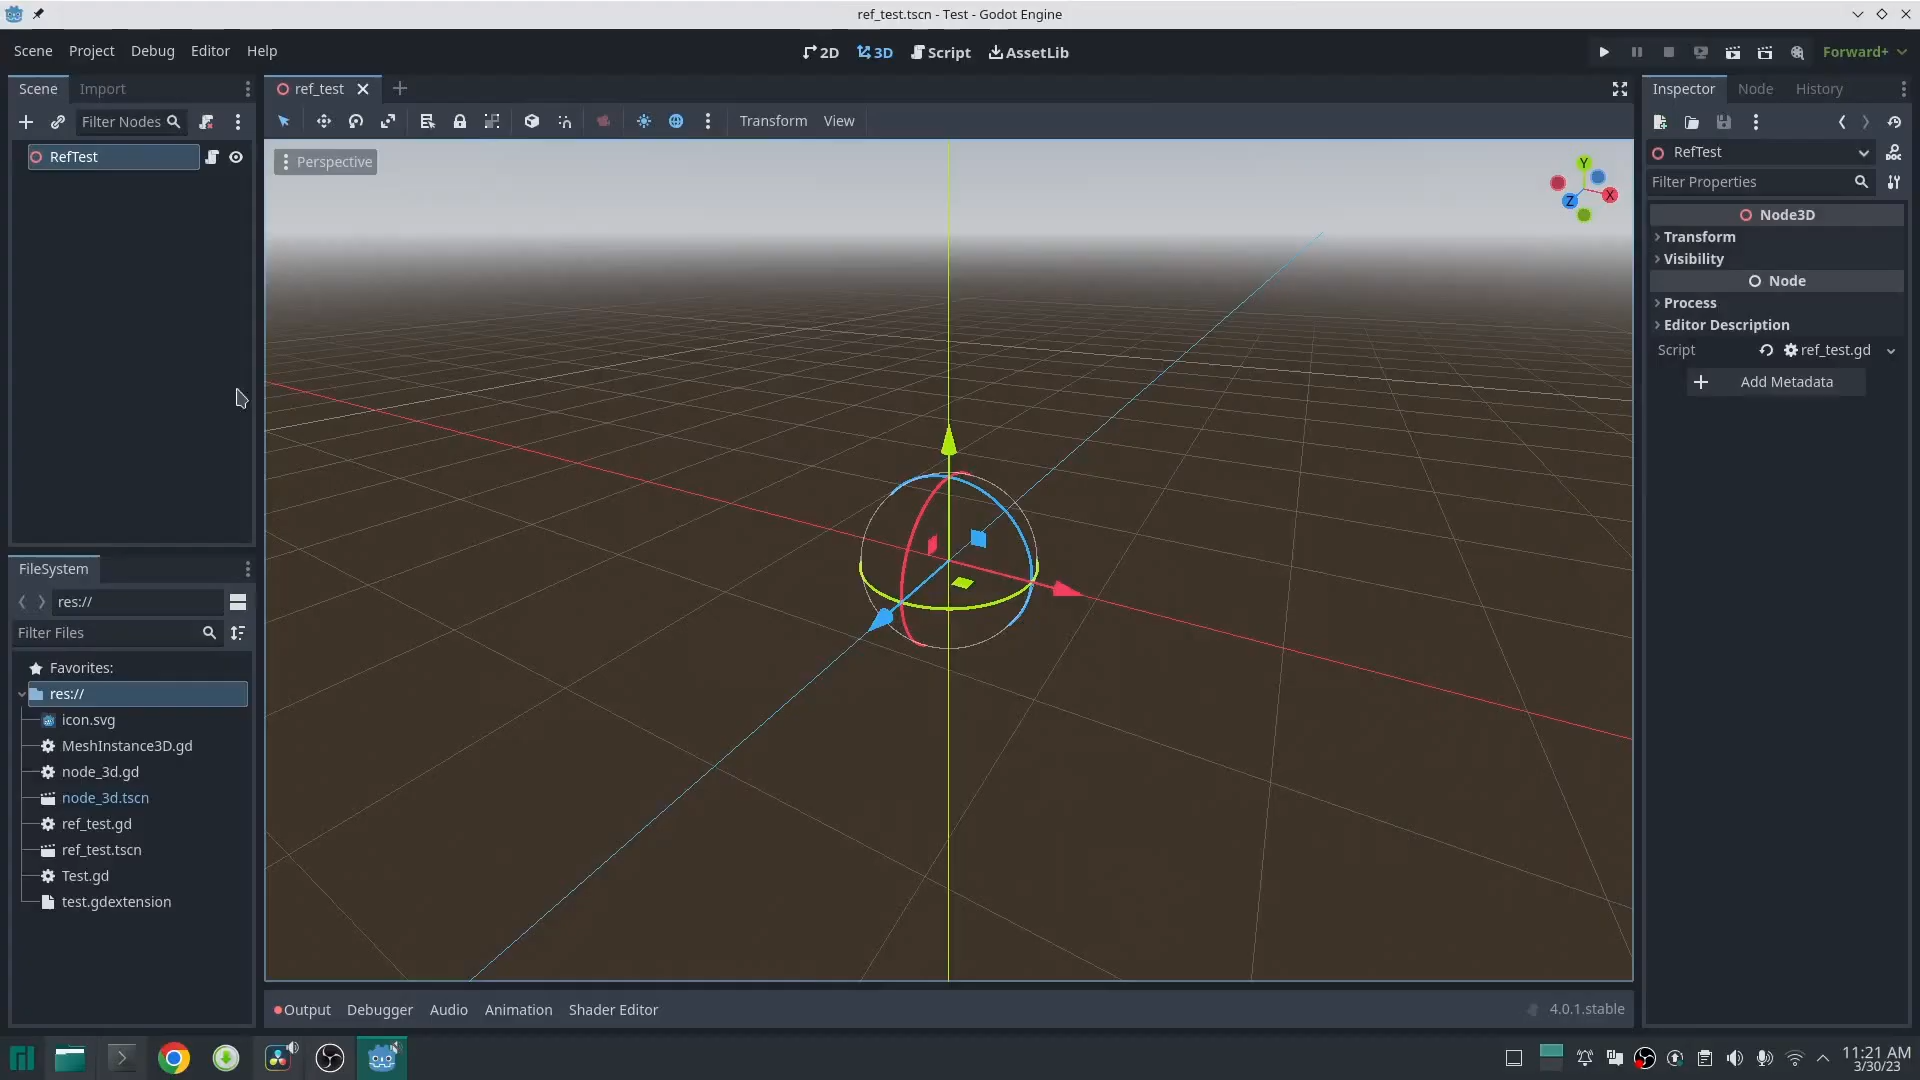 ref_test.tscn - Test - Godot Engine
Scene Project Debug Editor Help
2D 3D Script AssetLib
Forward+
Scene Import
ref_test
Inspector Node History
Filter Nodes
Transform View
RefTest
Perspective
Y
X
Z
RefTest
DOC
Filter Properties
Node3D
Transform
Visibility
Node
Process
Editor Description
Script ref_test.gd
Add Metadata
FileSystem
res://
Filter Files
Favorites:
res://
icon.svg
MeshInstance3D.gd
node_3d.gd
node_3d.tscn
ref_test.gd
ref_test.tscn
Test.gd
test.gdextension
Output Debugger Audio Animation Shader Editor
4.0.1.stable
11:21 AM
3/30/23